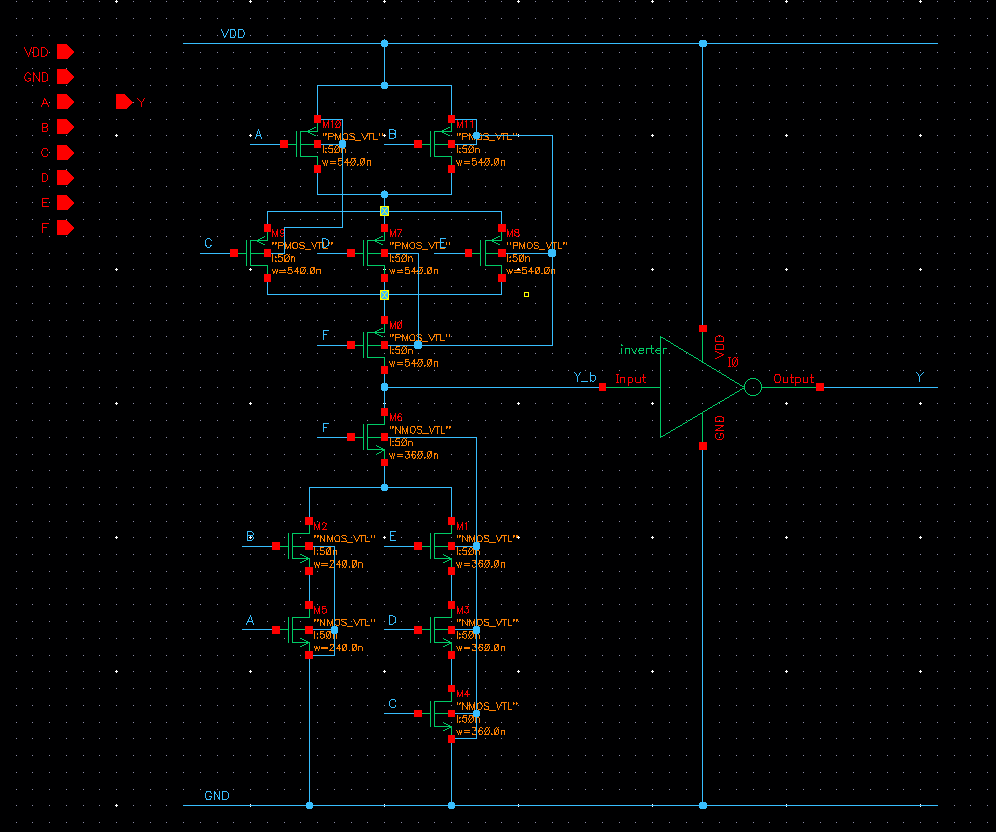 VDD
VDD
GND
A
Y
B
C
D
E
F
A
M10
"PMOS_VTL"
l:50n
w=540.0n
B
M11
"PMOS_VTL"
l:50n
w=540.0n
C
M9
"PMOS_VTL"
l:50n
w=540.0n
D
M7
"PMOS_VTL"
l:50n
w=540.0n
E
M8
"PMOS_VTL"
l:50n
w=540.0n
F
"PMOS_VTL"
l:50n
w=540.0n
inverter
VDD
I0
Y_b
Input
Output
Y
GND
F
M6
"NMOS_VTL"
l:50n
w=360.0n
B
M2
"NMOS_VTL"
l:50n
w=240.0n
E
M1
"NMOS_VTL"
l:50n
w=360.0n
A
M5
"NMOS_VTL"
l:50n
w=240.0n
D
M3
"NMOS_VTL"
l:50n
w=360.0n
C
M4
"NMOS_VTL"
l:50n
w=360.0n
GND